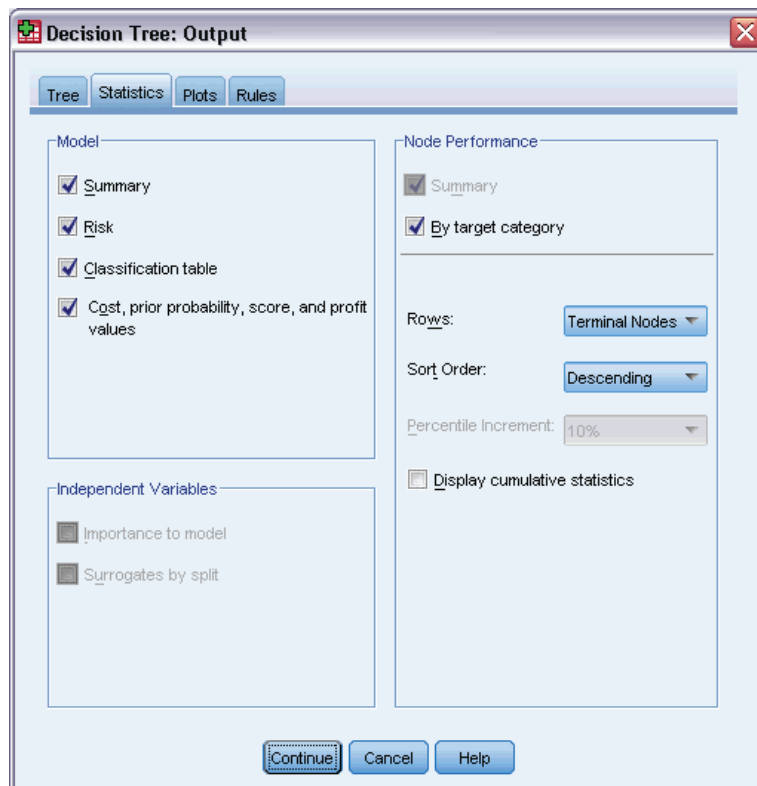 Decision Tree: Output
Tree
Statistics
Plots
Rules
Model
Summary
Risk
Classification table
Cost, prior probability, score, and profit
values
Independent Variables
Importance to model
Surrogates by split
Node Performance
Summary
By target category
Rows:
Terminal Nodes
Sort Order:
Descending
Percentile Increment:
10%
Display cumulative statistics
Continue
Cancel
Help